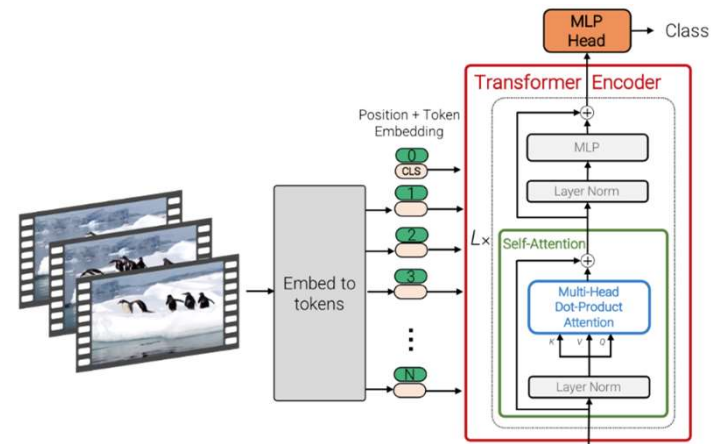 MLP
Head
Class
Transformer Encoder
Position + Token
Embedding
0
CLS
1
2
3
N
Embed to
tokens
L×
MLP
Layer Norm
Self-Attention
Multi-Head
Dot-Product
Attention
K V Q
Layer Norm